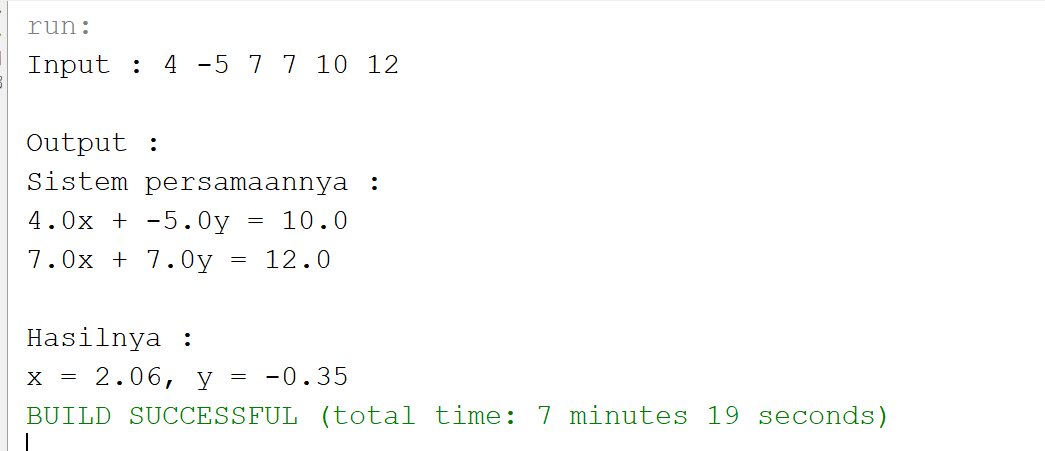 run:
Input : 4 -5 7 7 10 12
Output :
Sistem persamaannya :
4.0x + -5.0y = 10.0
7.0x + 7.0y = 12.0
Hasilnya :
x = 2.06, y = -0.35
BUILD SUCCESSFUL (total time: 7 minutes 19 seconds)